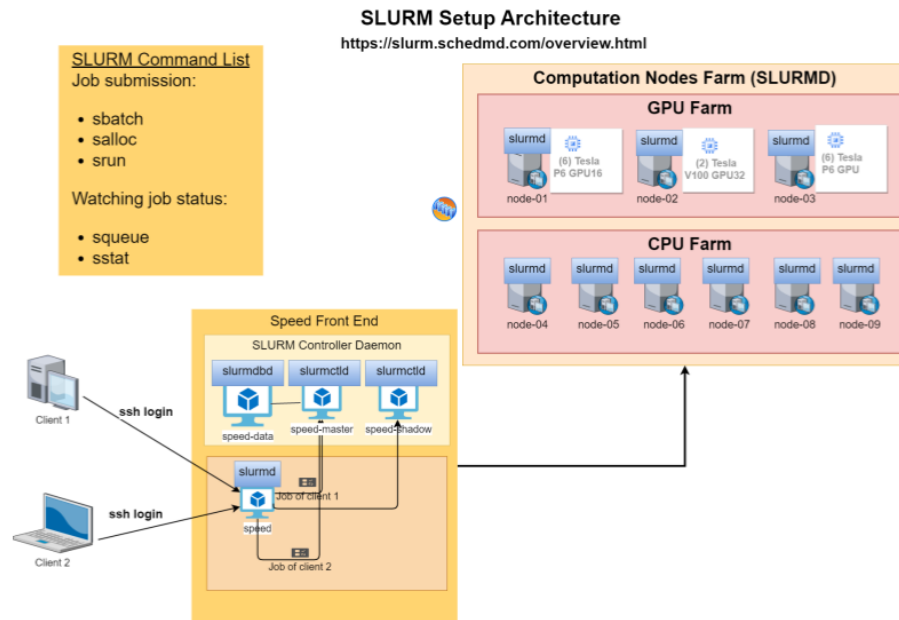 SLURM Setup Architecture
https://slurm.schedmd.com/overview.html
SLURM Command List
Job submission:
sbatch
salloc
srun
Watching job status:
squeue
sstat
Computation Nodes Farm (SLURMD)
GPU Farm
slurmd
(6) Tesla
P6 GPU16
node-01
slurmd
(2) Tesla
V100 GPU32
node-02
slurmd
(6) Tesla
P6 GPU
node-03
CPU Farm
slurmd
slurmd
slurmd
slurmd
slurmd
slurmd
node-04
node-05
node-06
node-07
node-08
node-09
Speed Front End
SLURM Controller Daemon
slurmdbd
slurmctld
slurmctld
speed-data
speed-master
speed-shadow
Client 1
ssh login
slurmd
Job of client 1
speed
ssh login
Job of client 2
Client 2